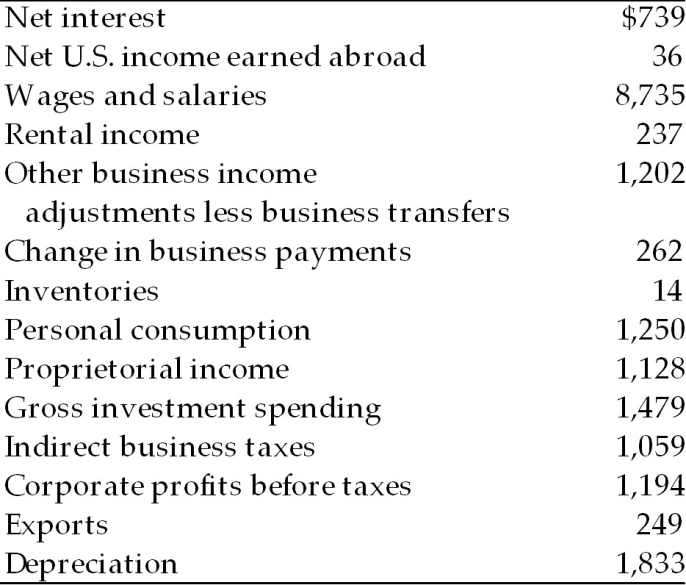 Net interest $739
Net U.S. income earned abroad 36
Wages and salaries 8,735
Rental income 237
Other business income 1,202
adjustments less business transfers
Change in business payments 262
Inventories 14
Personal consumption 1,250
Proprietorial income 1,128
Gross investment spending 1,479
Indirect business taxes 1,059
Corporate profits before taxes 1,194
Exports 249
Depreciation 1,833